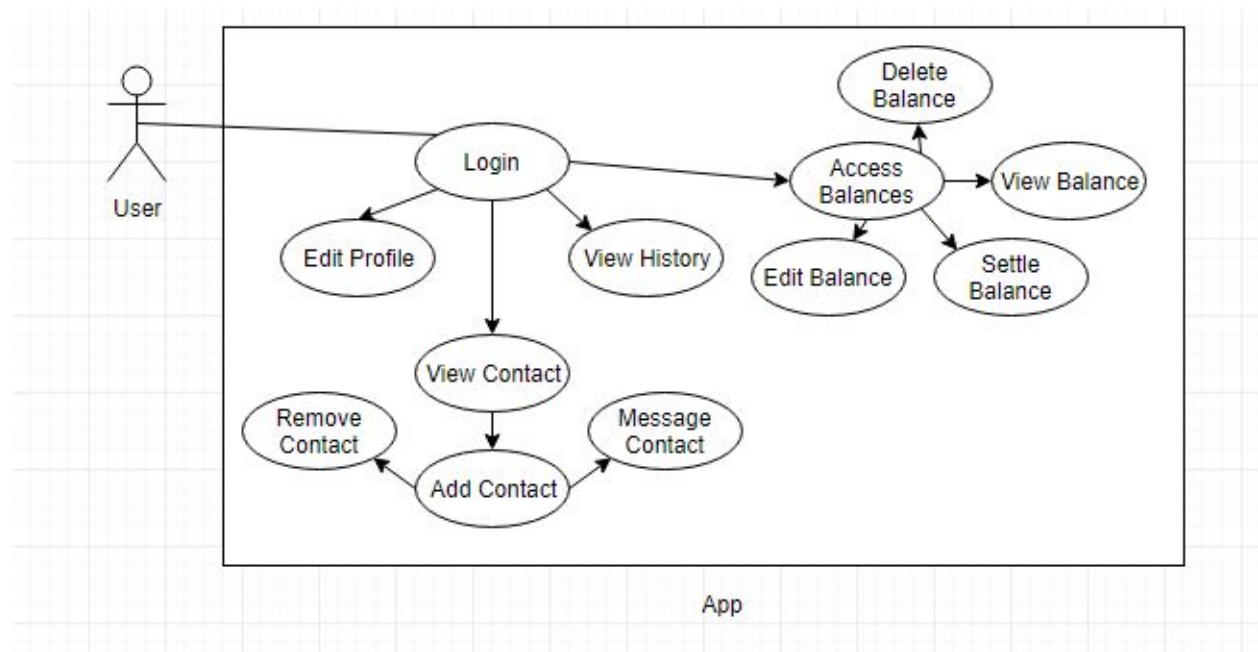 User
Login
Edit Profile
View History
Access
Balances
Delete
Balance
View Balance
Edit Balance
Settle
Balance
View Contact
Remove
Contact
Message
Contact
Add Contact
App